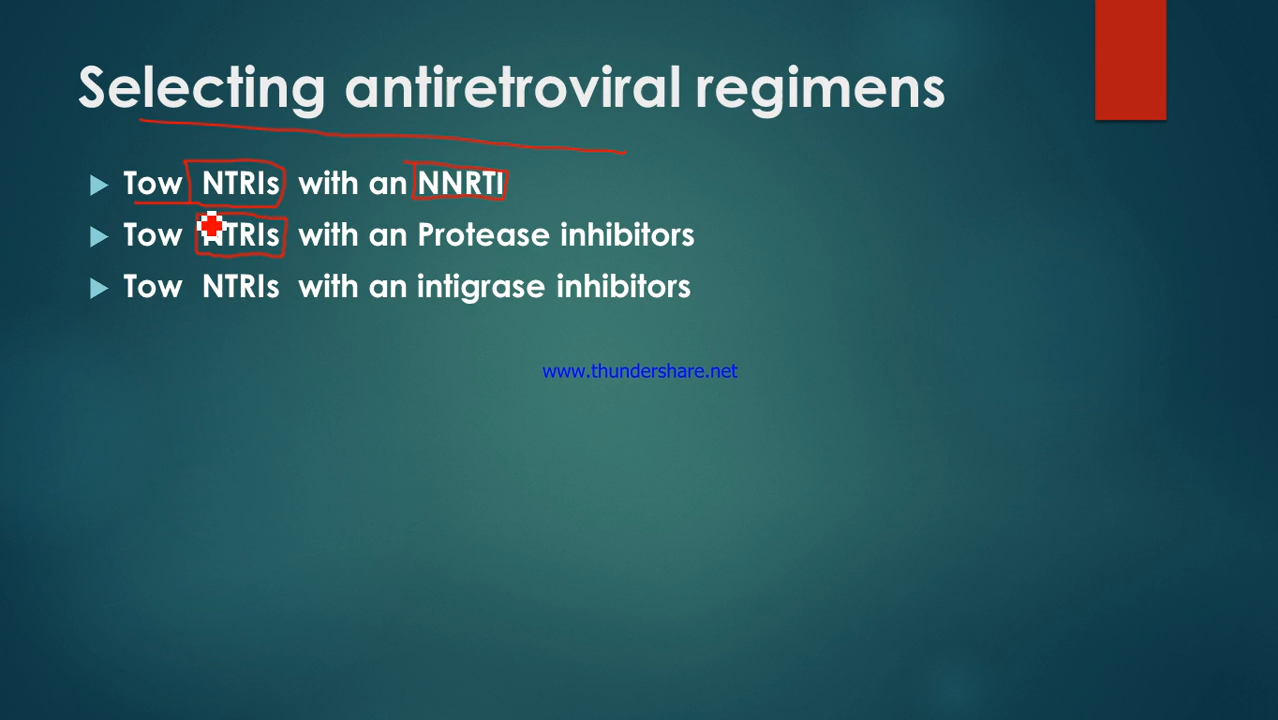 Selecting antiretroviral regimens
Tow NTRIs with an NNRTI
Tow NTRIs with an Protease inhibitors
Tow NTRIs with an intigrase inhibitors
www.thundershare.net